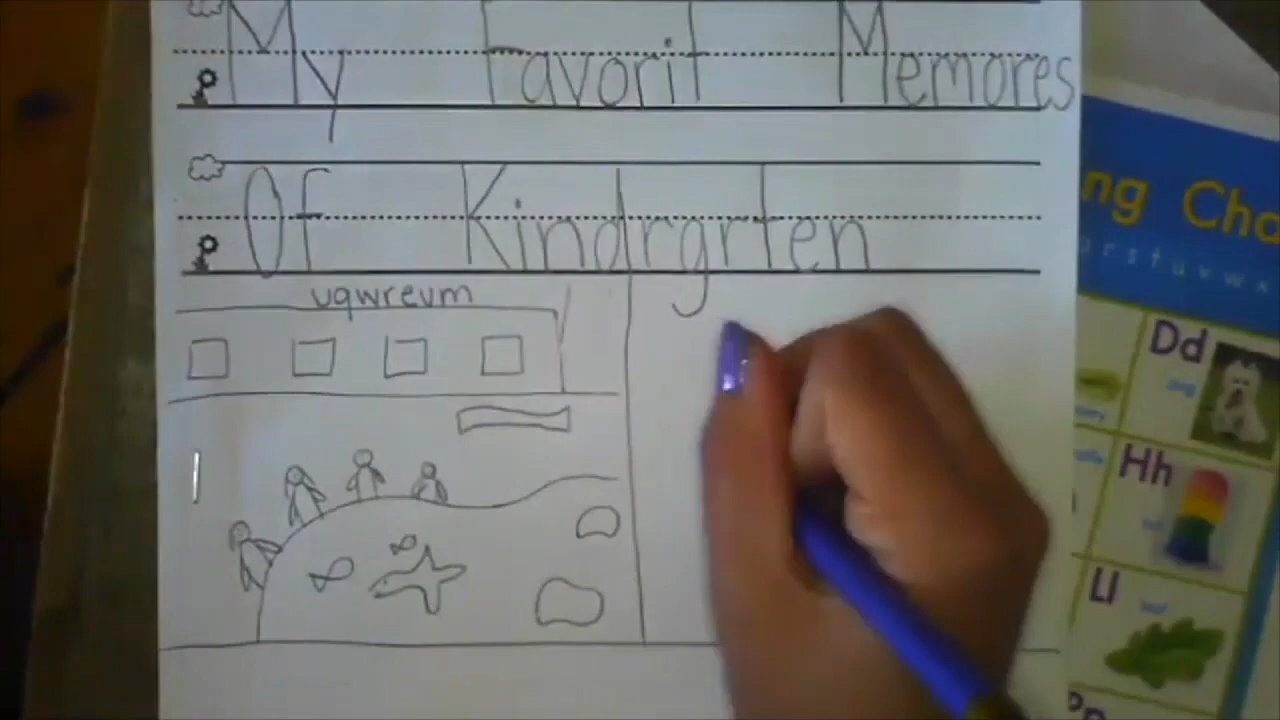 My Favorit Memores
Of Kindrgrten
uqwreum
ng Cha
q r s t u v w x
Dd
Hh
Ll